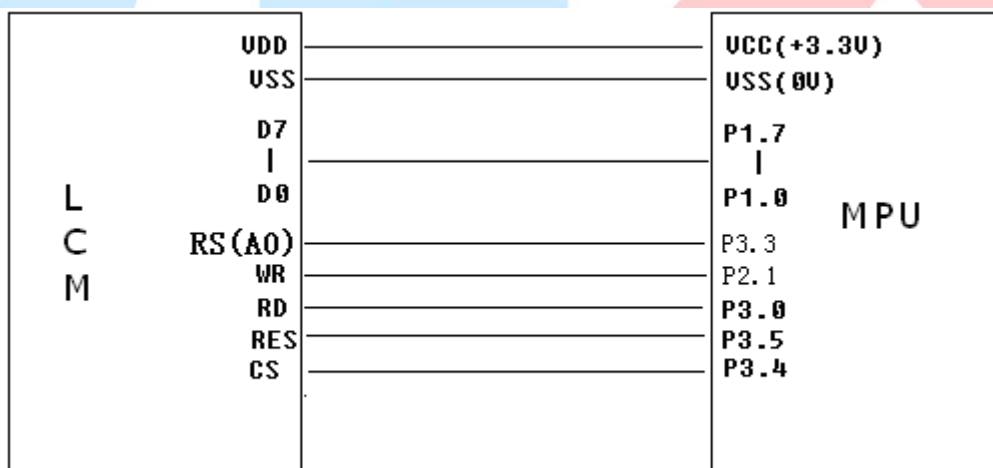 VDD VCC(+3.3V)
VSS VSS(0V)
D7 P1.7
| |
D0 P1.0
LCM MPU
RS(A0) P3.3
WR P2.1
RD P3.0
RES P3.5
CS P3.4